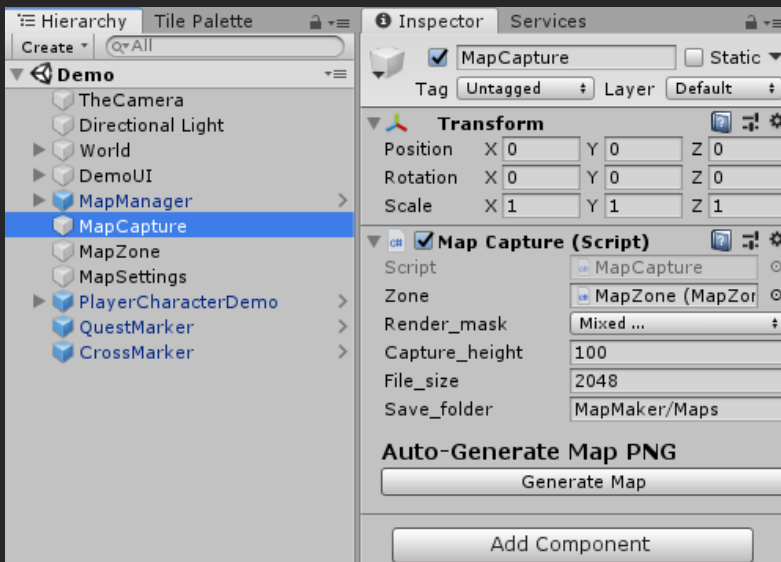 Hierarchy
Tile Palette
Create
All
Demo
TheCamera
Directional Light
World
DemoUI
MapManager
MapCapture
MapZone
MapSettings
PlayerCharacterDemo
QuestMarker
CrossMarker
Inspector
Services
MapCapture
Static
Tag Untagged Layer Default
Transform
Position X 0 Y 0 Z 0
Rotation X 0 Y 0 Z 0
Scale X 1 Y 1 Z 1
Map Capture (Script)
Script MapCapture
Zone MapZone (MapZon
Render_mask Mixed ...
Capture_height 100
File_size 2048
Save_folder MapMaker/Maps
Auto-Generate Map PNG
Generate Map
Add Component